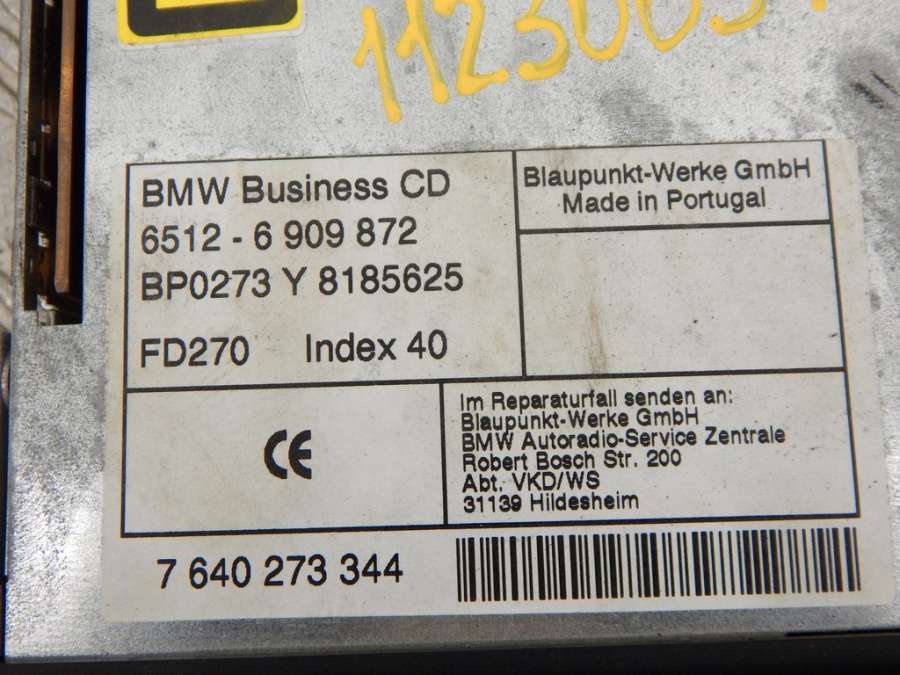 BMW Business CD
6512 - 6 909 872
BP0273 Y 8185625
FD270 Index 40
Blaupunkt-Werke GmbH
Made in Portugal
CE
Im Reparaturfall senden an:
Blaupunkt-Werke GmbH
BMW Autoradio-Service Zentrale
Robert Bosch Str. 200
Abt. VKD/WS
31139 Hildesheim
7 640 273 344